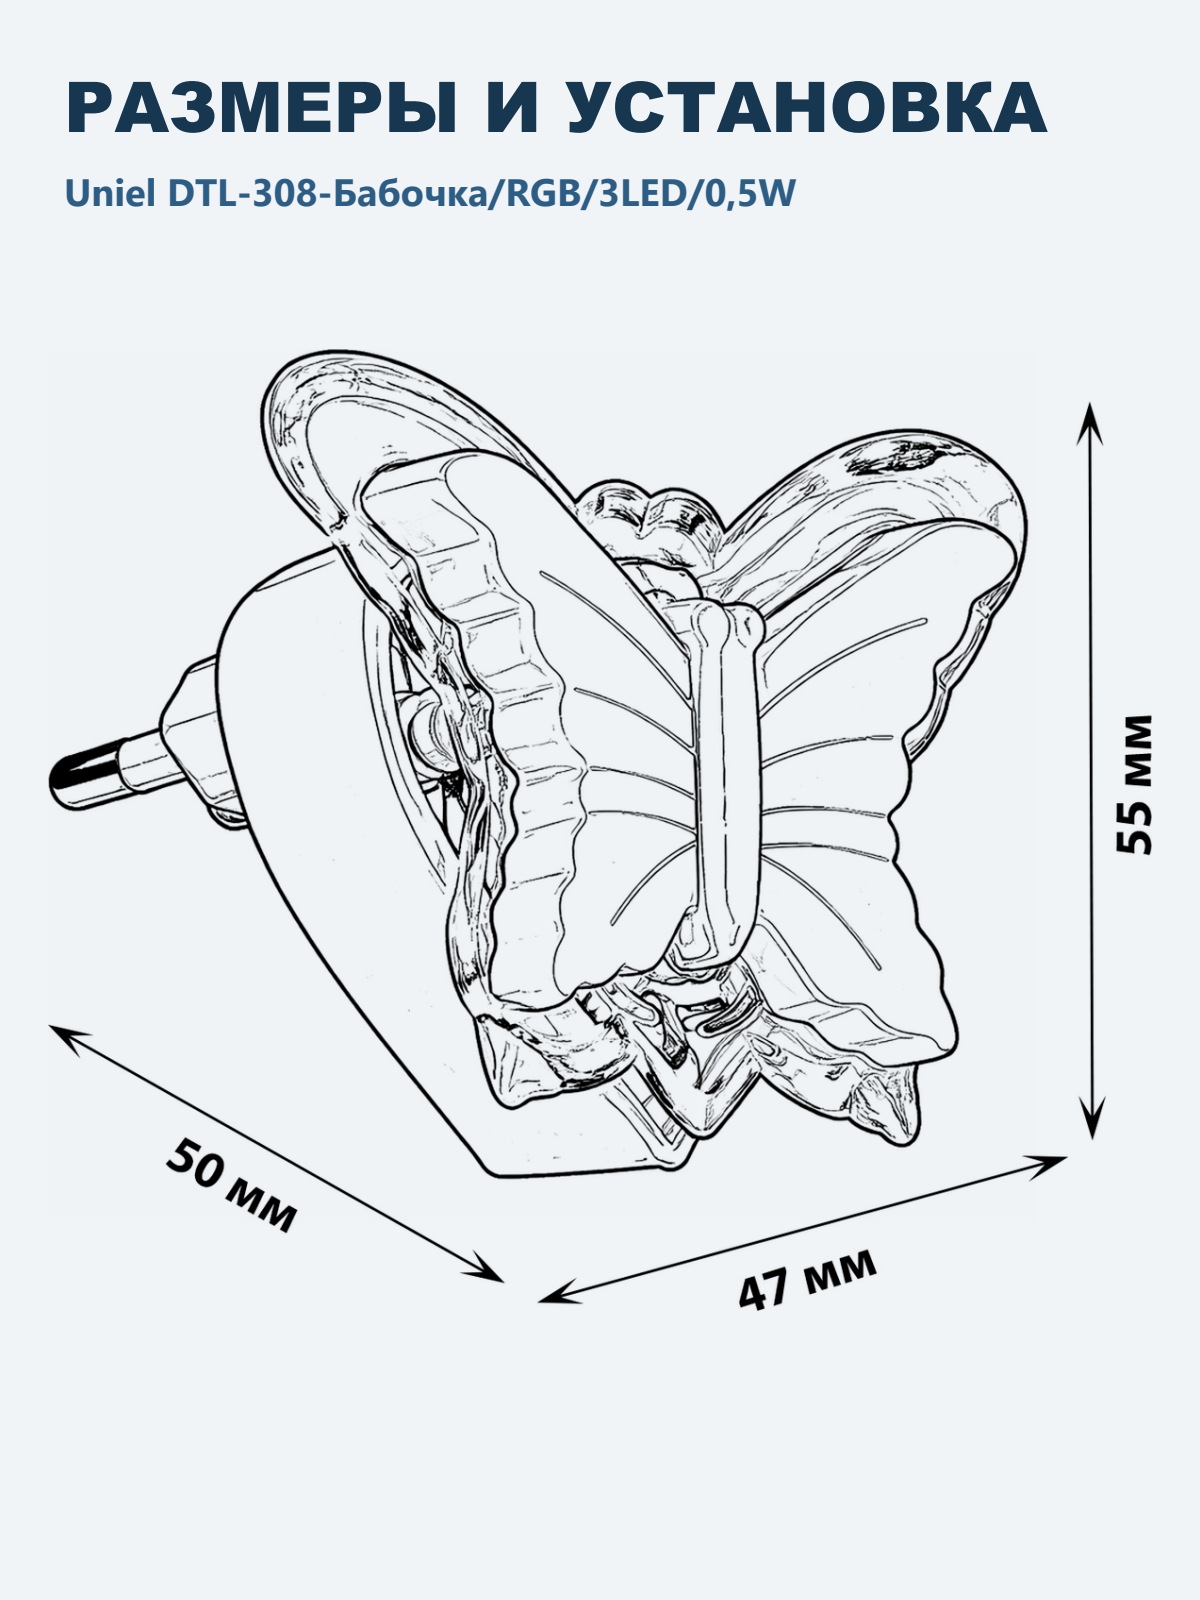 РАЗМЕРЫ И УСТАНОВКА
Uniel DTL-308-Бабочка/RGB/3LED/0,5W
55 мм
50 мм
47 мм